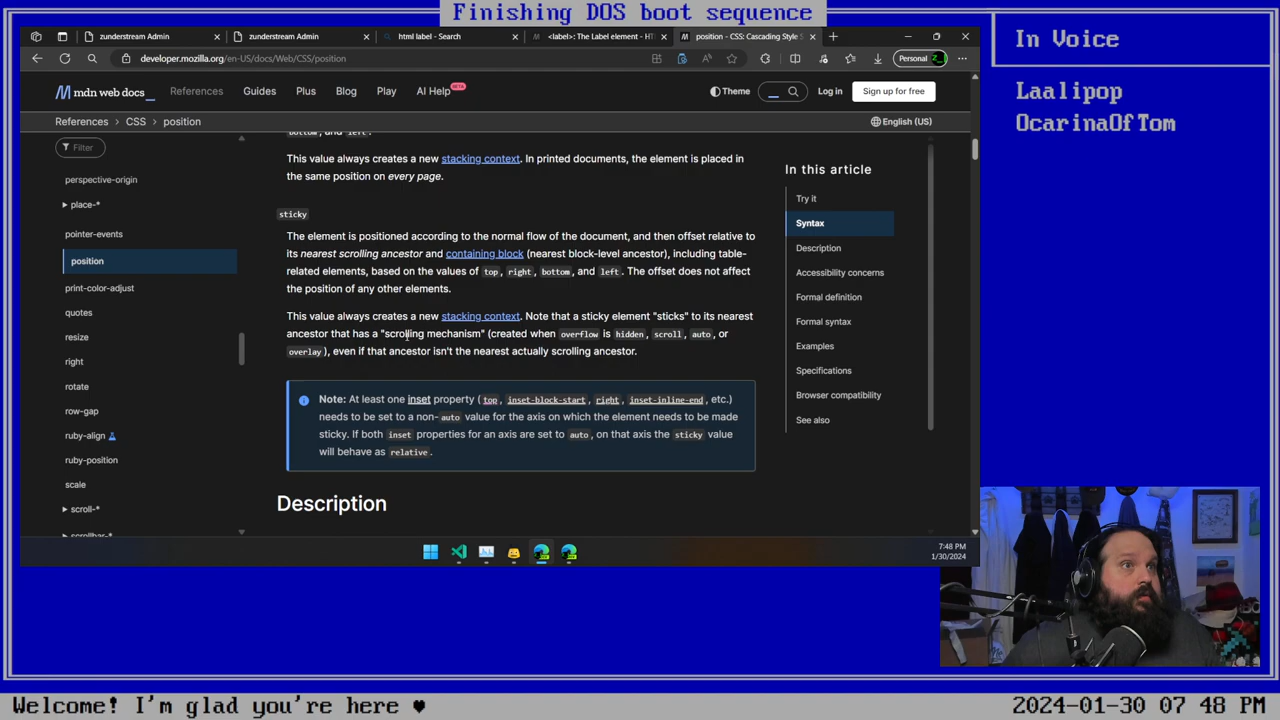 Finishing DOS boot sequence
zunderstream Admin
zunderstream Admin
html label - Search
<label>: The Label element - HT
position - CSS: Cascading Style S
developer.mozilla.org/en-US/docs/Web/CSS/position
Personal
mdn web docs_
References
Guides
Plus
Blog
Play
AI Help
BETA
Theme
Log in
Sign up for free
References
CSS
position
English (US)
Filter
perspective-origin
place-*
pointer-events
position
print-color-adjust
quotes
resize
right
rotate
row-gap
ruby-align
ruby-position
scale
scroll-*
scrollbar-*
bottom, and left.
This value always creates a new stacking context. In printed documents, the element is placed in
the same position on every page.
sticky
The element is positioned according to the normal flow of the document, and then offset relative to
its nearest scrolling ancestor and containing block (nearest block-level ancestor), including table-
related elements, based on the values of top, right, bottom, and left. The offset does not affect
the position of any other elements.
This value always creates a new stacking context. Note that a sticky element "sticks" to its nearest
ancestor that has a "scrolling mechanism" (created when overflow is hidden, scroll, auto, or
overlay), even if that ancestor isn't the nearest actually scrolling ancestor.
Note: At least one inset property (top, inset-block-start, right, inset-inline-end, etc.)
needs to be set to a non-auto value for the axis on which the element needs to be made
sticky. If both inset properties for an axis are set to auto, on that axis the sticky value
will behave as relative.
Description
In this article
Try it
Syntax
Description
Accessibility concerns
Formal definition
Formal syntax
Examples
Specifications
Browser compatibility
See also
7:48 PM
1/30/2024
In Voice
Laalipop
OcarinaOfTom
Welcome! I'm glad you're here ♥
2024-01-30 07 48 PM